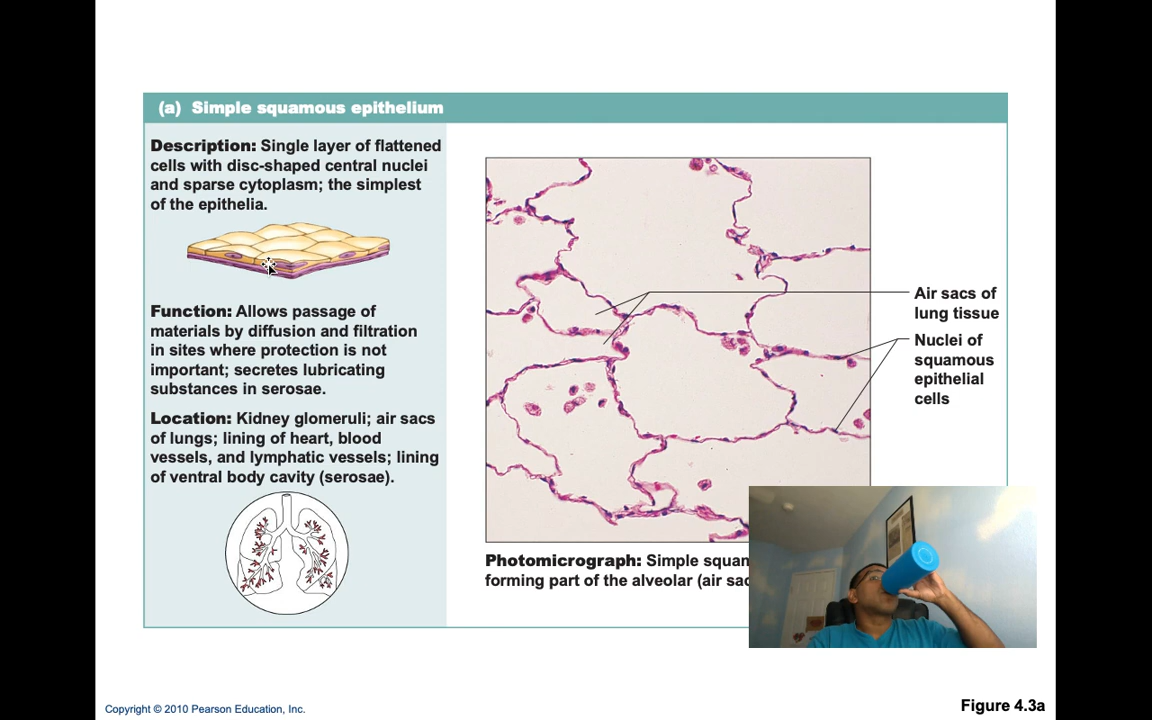 (a) Simple squamous epithelium
Description: Single layer of flattened
cells with disc-shaped central nuclei
and sparse cytoplasm; the simplest
of the epithelia.
Function: Allows passage of
materials by diffusion and filtration
in sites where protection is not
important; secretes lubricating
substances in serosae.
Location: Kidney glomeruli; air sacs
of lungs; lining of heart, blood
vessels, and lymphatic vessels; lining
of ventral body cavity (serosae).
Air sacs of
lung tissue
Nuclei of
squamous
epithelial
cells
Photomicrograph: Simple
forming part of the alveolar (air
Copyright © 2010 Pearson Education, Inc.
Figure 4.3a